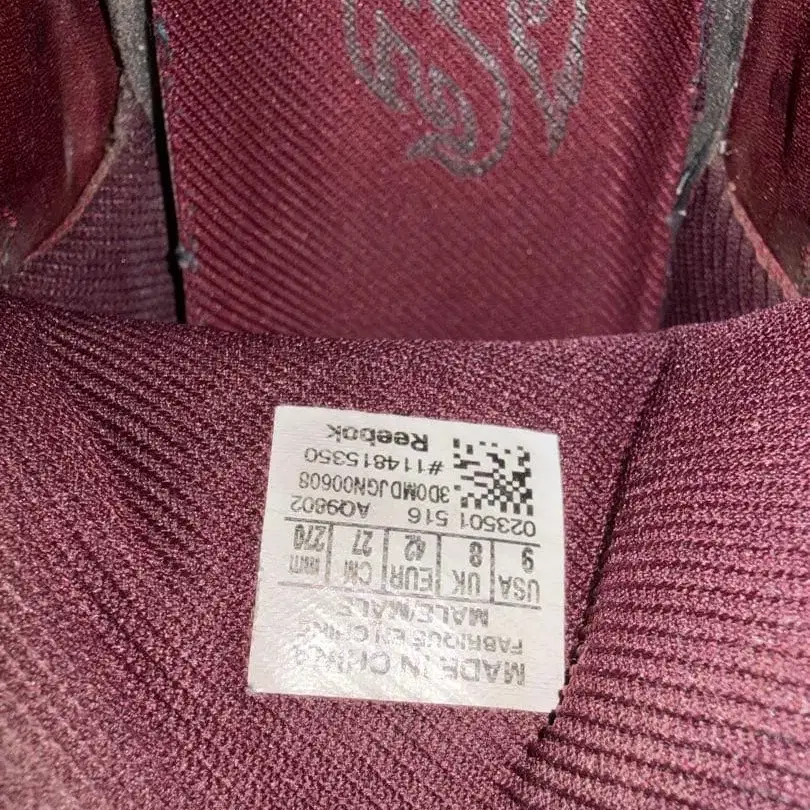 MADE IN CHINA
FABRIQUE EN CHINE
MALE/MALE
USA UK EUR CM mm
9 8 42 27 270
023501 516 AQ9802
3D0MDJGN00608
#114815350
Reebok